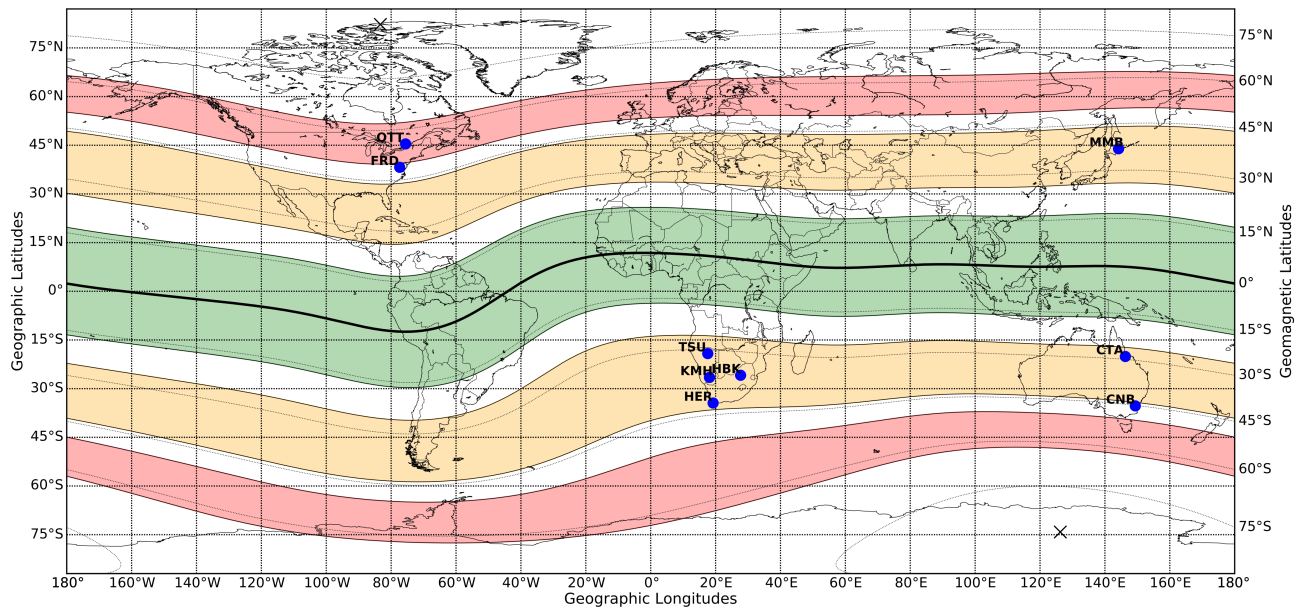 75°N
60°N
45°N
30°N
15°N
0°
15°S
30°S
45°S
60°S
75°S
Geographic Latitudes
OTT
FRD
MMB
TSU
KMH
HBK
HER
CTA
CNB
75°N
60°N
45°N
30°N
15°N
0°
15°S
30°S
45°S
60°S
75°S
Geomagnetic Latitudes
180° 160°W 140°W 120°W 100°W 80°W 60°W 40°W 20°W 0° 20°E 40°E 60°E 80°E 100°E 120°E 140°E 160°E 180°
Geographic Longitudes